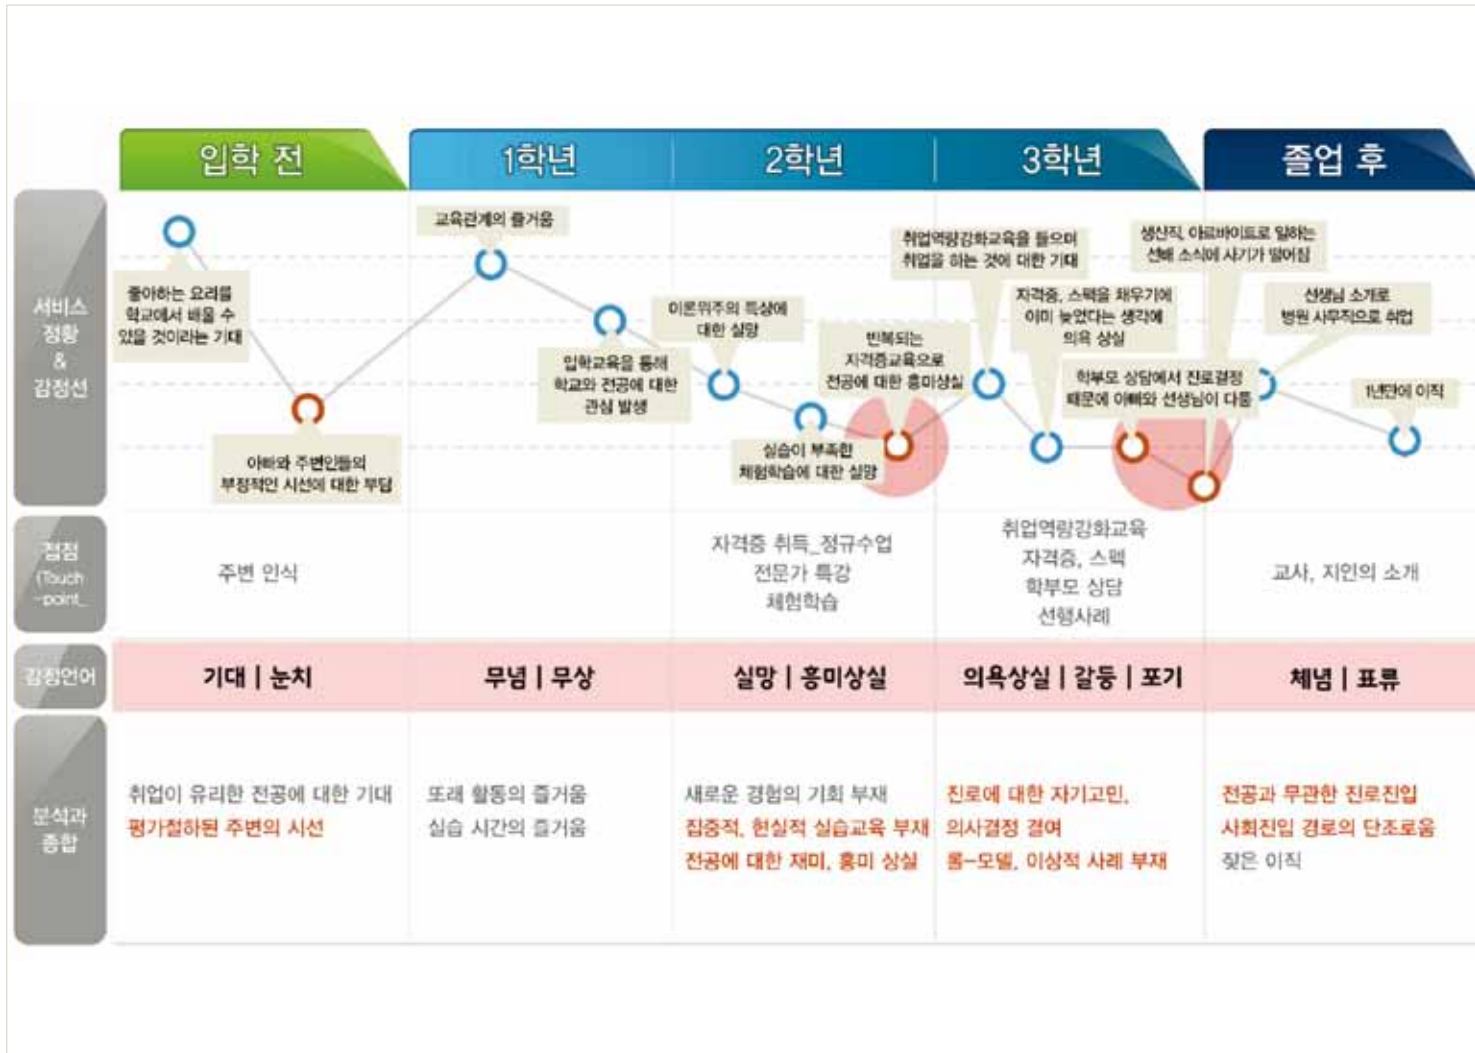 입학 전
1학년
2학년
3학년
졸업 후
서비스
정황
&
감정선
좋아하는 요리를
학교에서 배울 수
있을 것이라는 기대
아빠와 주변인들의
부정적인 시선에 대한 부담
교육관계의 즐거움
입학교육을 통해
학교와 전공에 대한
관심 발생
이론위주의 특강에
대한 실망
실습이 부족한
체험학습에 대한 실망
반복되는
자격증교육으로
전공에 대한 흥미상실
취업역량강화교육을 들으며
취업을 하는 것에 대한 기대
자격증, 스펙을 채우기에
이미 늦었다는 생각에
의욕 상실
학부모 상담에서 진로결정
때문에 아빠와 선생님이 다툼
생산직, 아르바이트로 일하는
선배 소식에 사기가 떨어짐
선생님 소개로
병원 사무직으로 취업
1년만에 이직
접점
(Touch
-point_
주변 인식
자격증 취득_정규수업
전문가 특강
체험학습
취업역량강화교육
자격증, 스펙
학부모 상담
선행사례
교사, 지인의 소개
감정언어
기대 | 눈치
무념 | 무상
실망 | 흥미상실
의욕상실 | 갈등 | 포기
체념 | 표류
분석과
종합
취업이 유리한 전공에 대한 기대
평가절하된 주변의 시선
또래 활동의 즐거움
실습 시간의 즐거움
새로운 경험의 기회 부재
집중적, 현실적 실습교육 부재
전공에 대한 재미, 흥미 상실
진로에 대한 자기고민,
의사결정 결여
롤-모델, 이상적 사례 부재
전공과 무관한 진로진입
사회진입 경로의 단조로움
잦은 이직